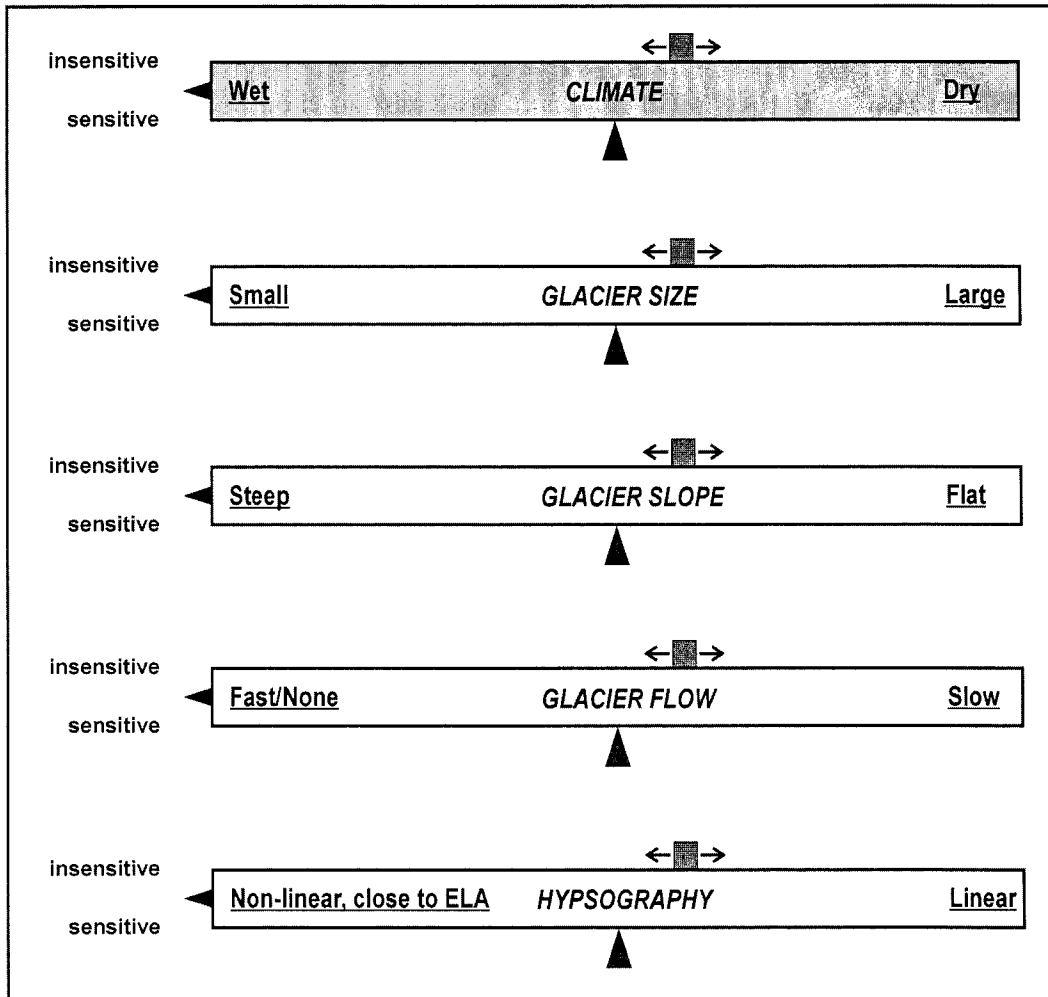 insensitive
Wet CLIMATE Dry
sensitive
insensitive
Small GLACIER SIZE Large
sensitive
insensitive
Steep GLACIER SLOPE Flat
sensitive
insensitive
Fast/None GLACIER FLOW Slow
sensitive
insensitive
Non-linear, close to ELA HYPSOGRAPHY Linear
sensitive